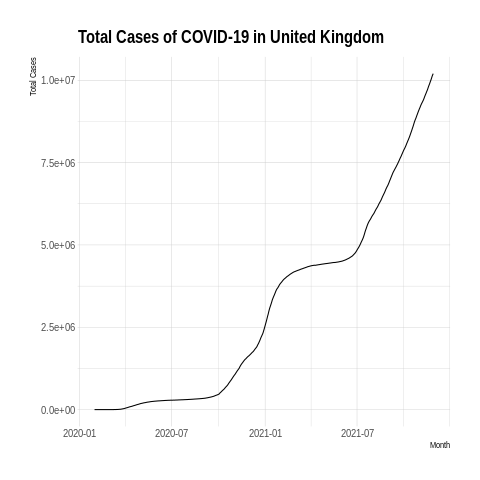 Total Cases of COVID-19 in United Kingdom
Total Cases
1.0e+07
7.5e+06
5.0e+06
2.5e+06
0.0e+00
2020-01 2020-07 2021-01 2021-07
Month